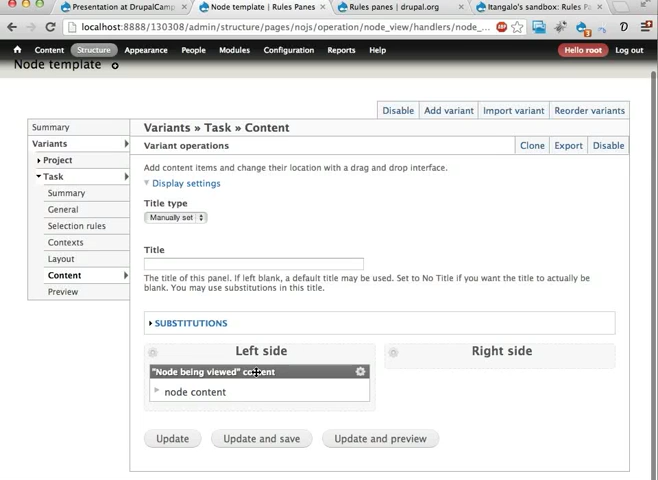 Presentation at DrupalCamp
Node template | Rules Panes
Rules panes | drupal.org
Itangalo's sandbox: Rules P
localhost:8888/130308/admin/structure/pages/nojs/operation/node_view/handlers/node_...
Content Structure Appearance People Modules Configuration Reports Help Hello root Log out
Node template
Disable Add variant Import variant Reorder variants
Summary
Variants
Project
Task
Summary
General
Selection rules
Contexts
Layout
Content
Preview
Variants » Task » Content
Variant operations Clone Export Disable
Add content items and change their location with a drag and drop interface.
Display settings
Title type
Manually set
Title
The title of this panel. If left blank, a default title may be used. Set to No Title if you want the title to actually be
blank. You may use substitutions in this title.
SUBSTITUTIONS
Left side
"Node being viewed" content
node content
Right side
Update Update and save Update and preview